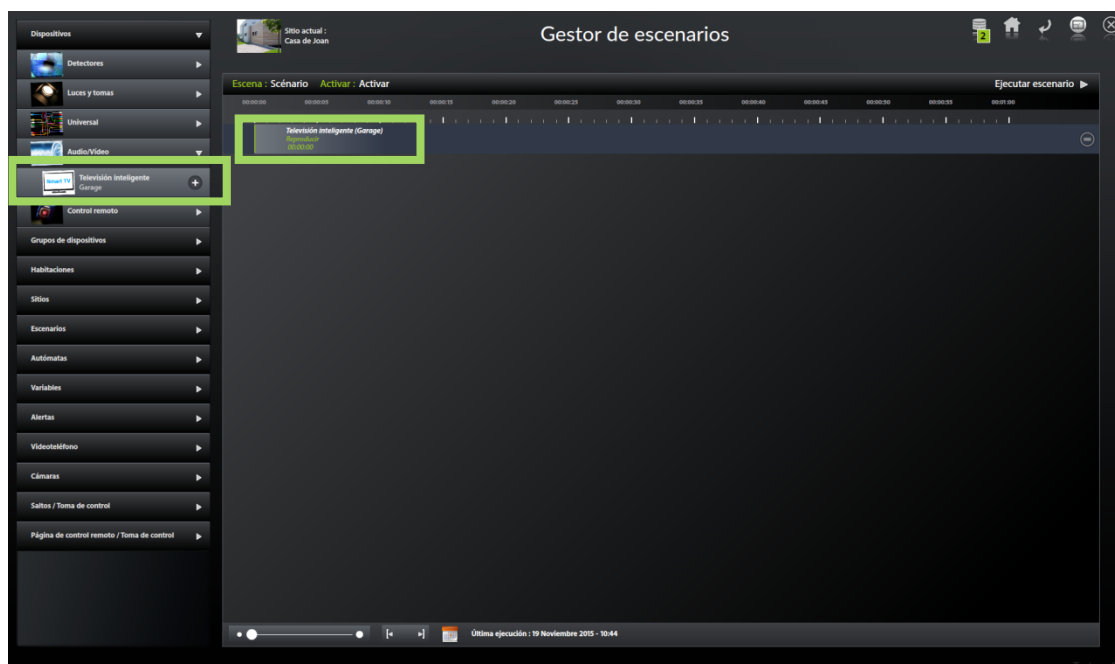 Dispositivos
Detectores
Luces y tomas
Universal
Audio/Vídeo
Smart TV
Televisión inteligente
Garage
Control remoto
Grupos de dispositivos
Habitaciones
Sitios
Escenarios
Autómatas
Variables
Alertas
Videoteléfono
Cámaras
Saltos / Toma de control
Página de control remoto / Toma de control
Sitio actual :
Casa de Joan
Gestor de escenarios
2
Escena : Scénario Activar : Activar
Ejecutar escenario
00:00:00 00:00:05 00:00:10 00:00:15 00:00:20 00:00:25 00:00:30 00:00:35 00:00:40 00:00:45 00:00:50 00:00:55 00:01:00
Televisión inteligente (Garage)
Reproducir
00:00:00
Última ejecución : 19 Noviembre 2015 - 10:44